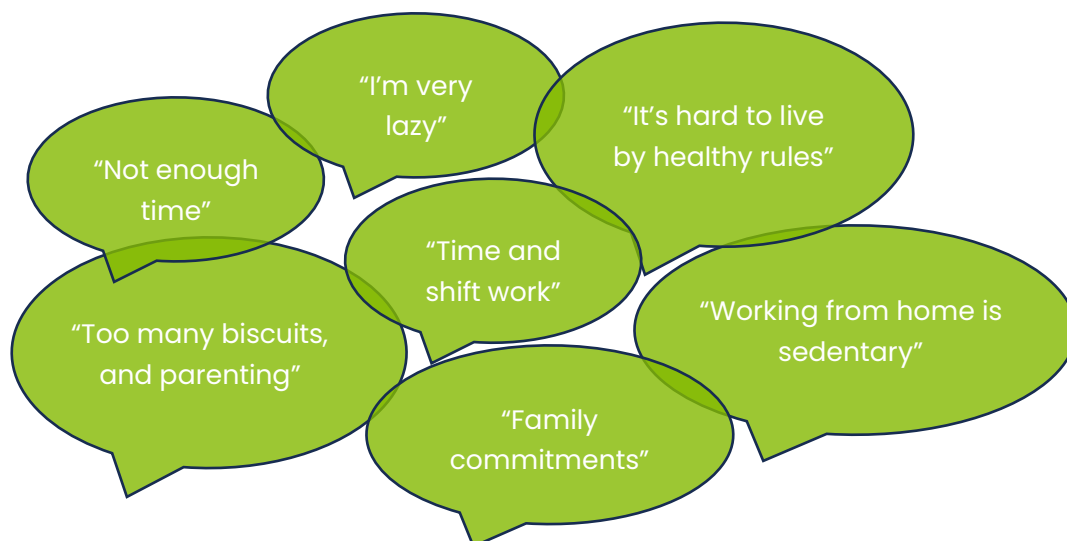 “I’m very
lazy”
“It’s hard to live
by healthy rules”
“Not enough
time”
“Time and
shift work”
“Too many biscuits,
and parenting”
“Working from home is
sedentary”
“Family
commitments”